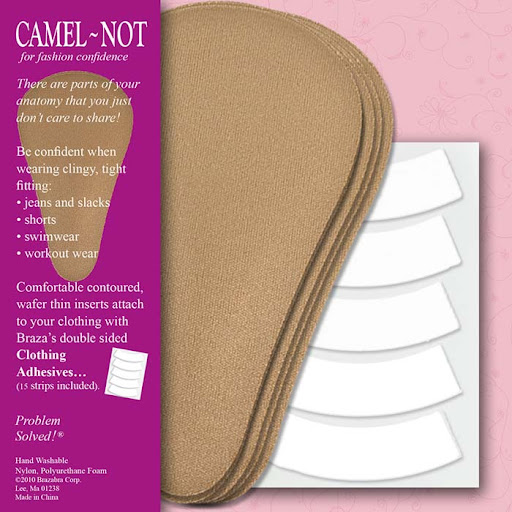 CAMEL~NOT
for fashion confidence
There are parts of your
anatomy that you just
don't care to share!
Be confident when
wearing clingy, tight
fitting:
• jeans and slacks
• shorts
• swimwear
• workout wear
Comfortable contoured,
wafer thin inserts attach
to your clothing with
Braza's double sided
Clothing
Adhesives...
(15 strips included).
Problem
Solved!®
Hand Washable
Nylon, Polyurethane Foam
©2010 Brazabra Corp.
Lee, Ma 01238
Made in China